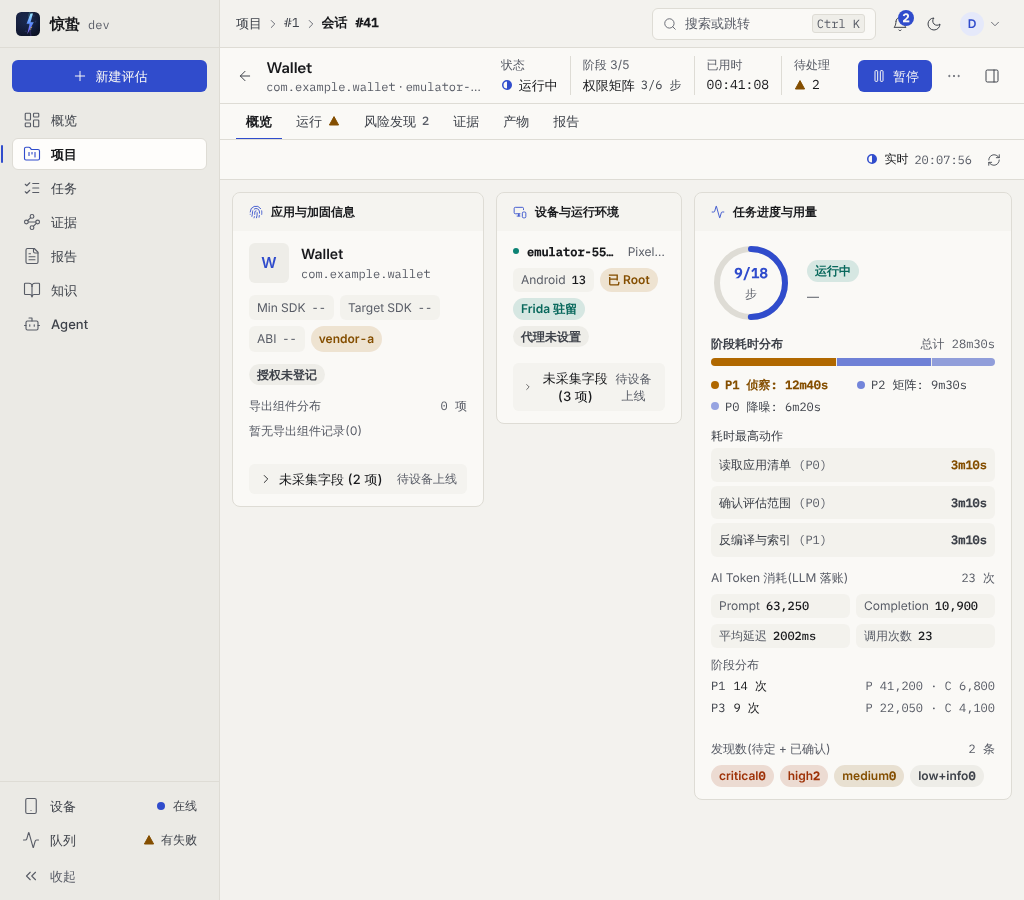 惊蛰 dev
项目 > #1 > 会话 #41
搜索或跳转 Ctrl K
2
D
新建评估
概览
项目
任务
证据
报告
知识
Agent
设备 在线
队列 有失败
收起
Wallet
com.example.wallet · emulator-…
状态
运行中
阶段 3/5
权限矩阵 3/6 步
已用时
00:41:08
待处理
2
暂停
概览 运行 风险发现 2 证据 产物 报告
实时 20:07:56
应用与加固信息
W
Wallet
com.example.wallet
Min SDK -- Target SDK --
ABI -- vendor-a
授权未登记
导出组件分布 0 项
暂无导出组件记录(0)
未采集字段 (2 项) 待设备上线
设备与运行环境
emulator-55… Pixel…
Android 13 已 Root
Frida 驻留
代理未设置
未采集字段 (3 项) 待设备上线
任务进度与用量
9/18
步
运行中
—
阶段耗时分布 总计 28m30s
P1 侦察: 12m40s P2 矩阵: 9m30s
P0 降噪: 6m20s
耗时最高动作
读取应用清单 (P0) 3m10s
确认评估范围 (P0) 3m10s
反编译与索引 (P1) 3m10s
AI Token 消耗(LLM 落账) 23 次
Prompt 63,250 Completion 10,900
平均延迟 2002ms 调用次数 23
阶段分布
P1 14 次 P 41,200 · C 6,800
P3 9 次 P 22,050 · C 4,100
发现数(待定 + 已确认) 2 条
critical0 high2 medium0 low+info0